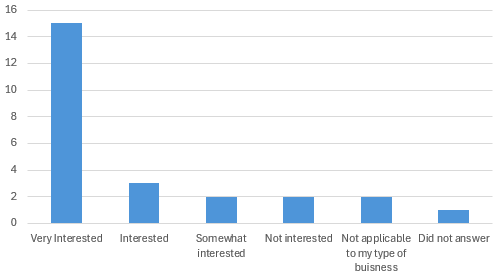 16
14
12
10
8
6
4
2
0
Very Interested
Interested
Somewhat
interested
Not interested
Not applicable
to my type of
buisness
Did not answer